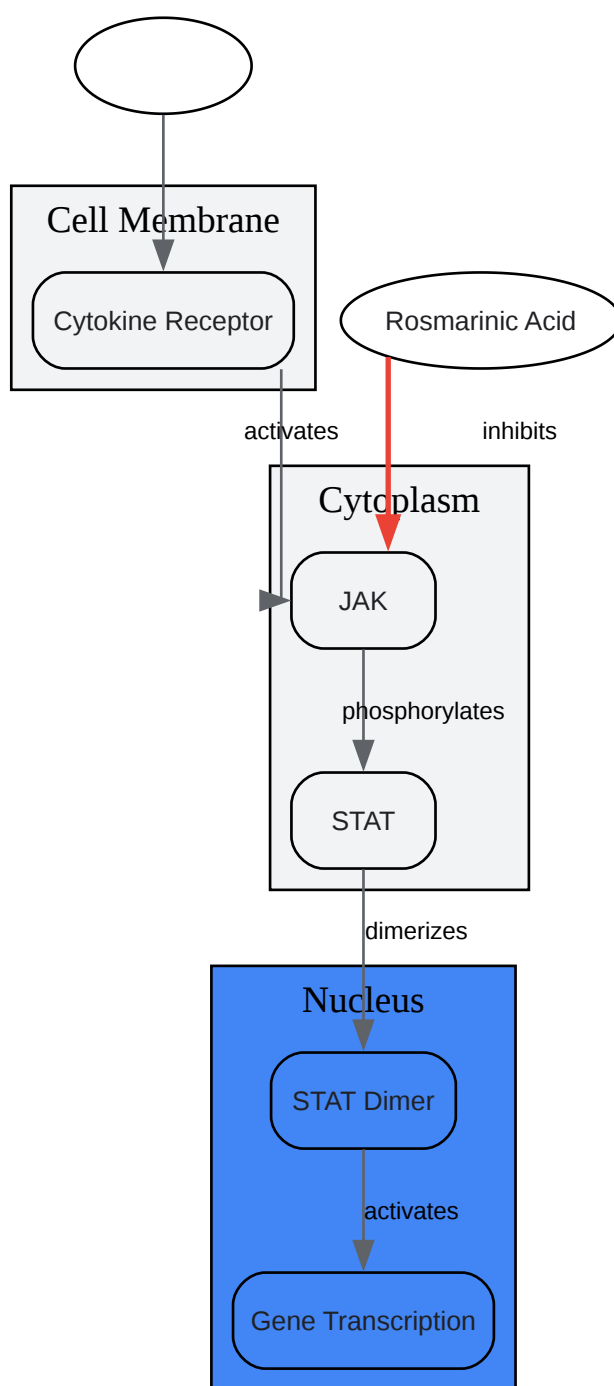 Cell Membrane
Cytokine Receptor
Rosmarinic Acid
activates
inhibits
Cytoplasm
JAK
phosphorylates
STAT
dimerizes
Nucleus
STAT Dimer
activates
Gene Transcription